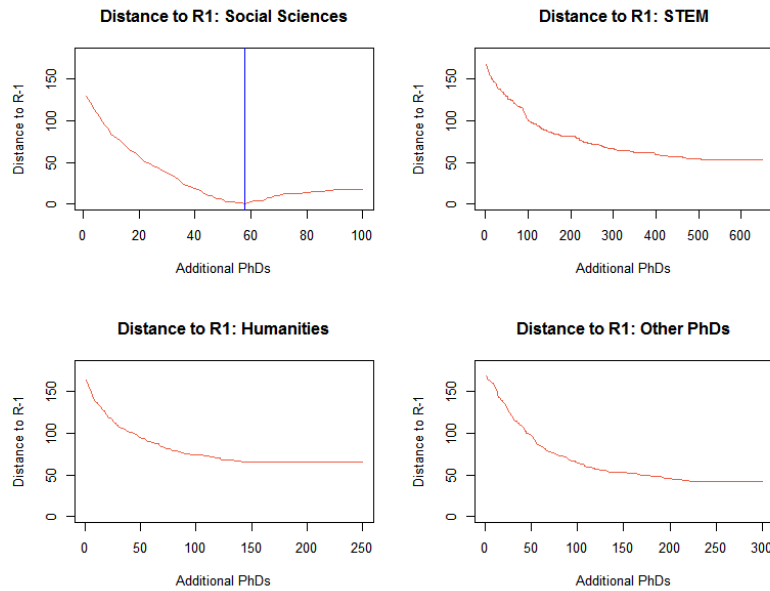 Distance to R1: Social Sciences
Distance to R-1
150
100
50
0
0 20 40 60 80 100
Additional PhDs
Distance to R1: STEM
Distance to R-1
150
100
50
0
0 100 200 300 400 500 600
Additional PhDs
Distance to R1: Humanities
Distance to R-1
150
100
50
0
0 50 100 150 200 250
Additional PhDs
Distance to R1: Other PhDs
Distance to R-1
150
100
50
0
0 50 100 150 200 250 300
Additional PhDs